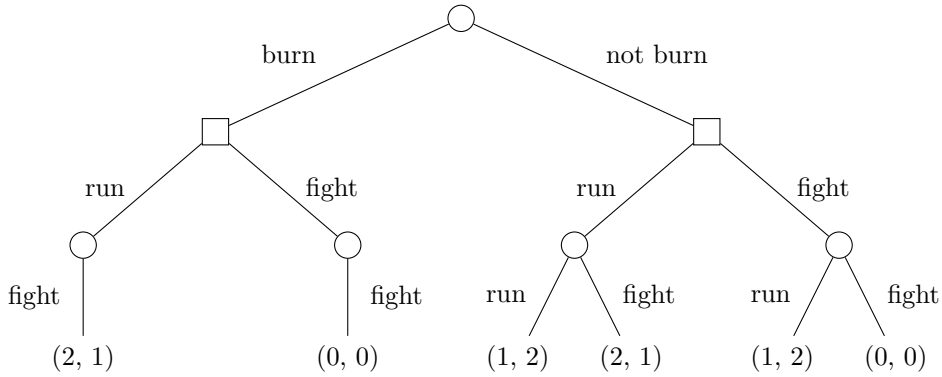 burn not burn
run fight run fight
fight fight run fight run fight
(2, 1) (0, 0) (1, 2) (2, 1) (1, 2) (0, 0)